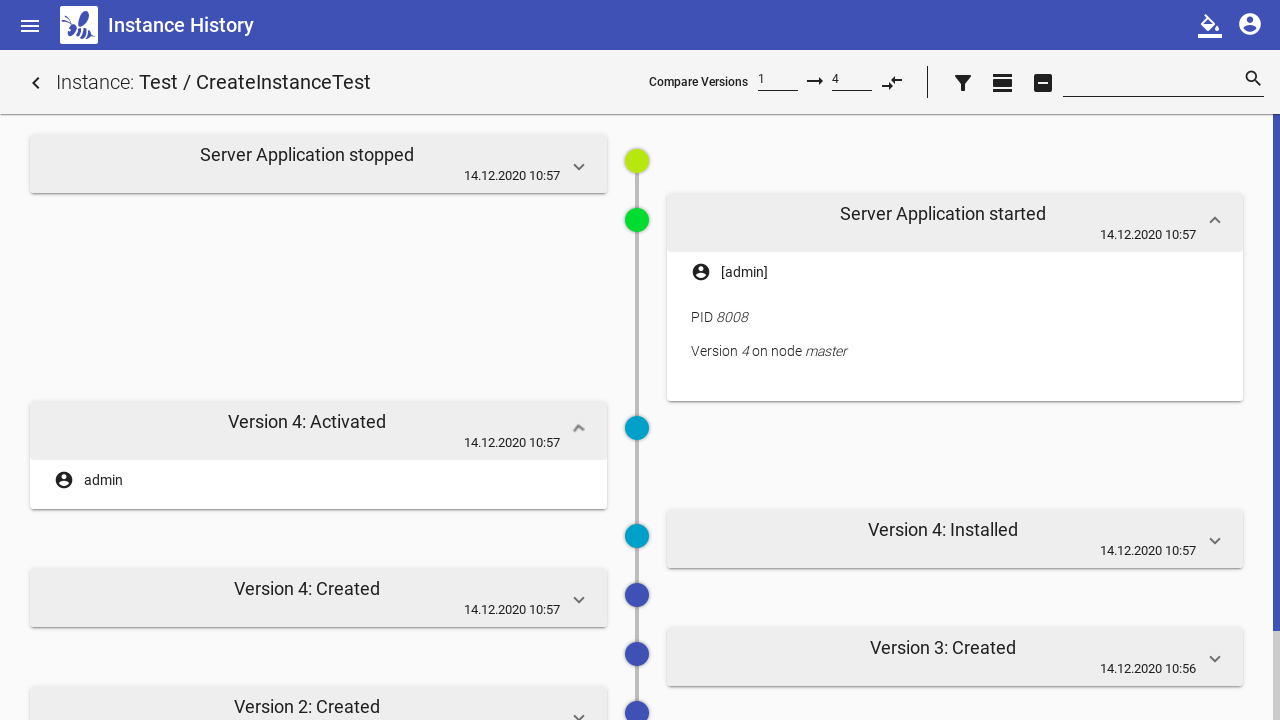 Instance History
Instance: Test / CreateInstanceTest
Compare Versions 1 4
Server Application stopped
14.12.2020 10:57
Server Application started
14.12.2020 10:57
[admin]
PID 8008
Version 4 on node master
Version 4: Activated
14.12.2020 10:57
admin
Version 4: Installed
14.12.2020 10:57
Version 4: Created
14.12.2020 10:57
Version 3: Created
14.12.2020 10:56
Version 2: Created